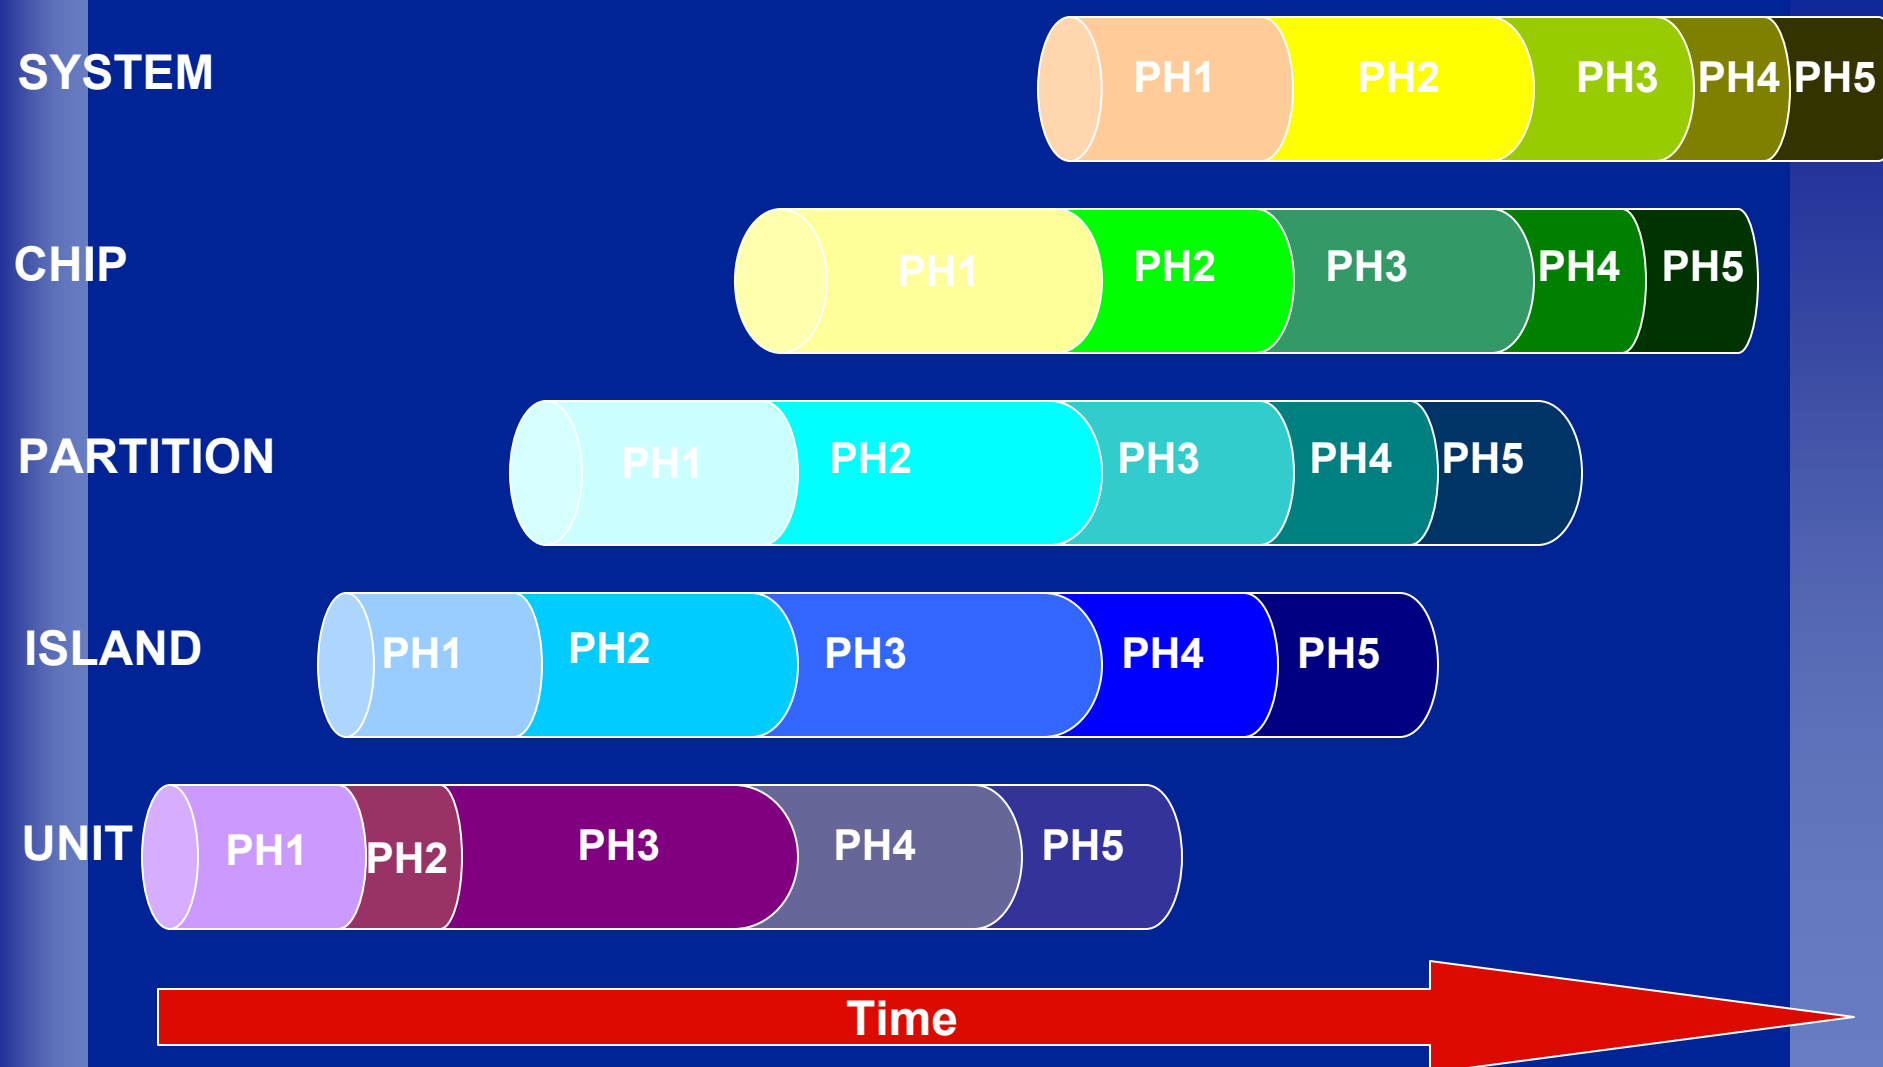 SYSTEM PH1 PH2 PH3 PH4 PH5
CHIP PH1 PH2 PH3 PH4 PH5
PARTITION PH1 PH2 PH3 PH4 PH5
ISLAND PH1 PH2 PH3 PH4 PH5
UNIT PH1 PH2 PH3 PH4 PH5
Time